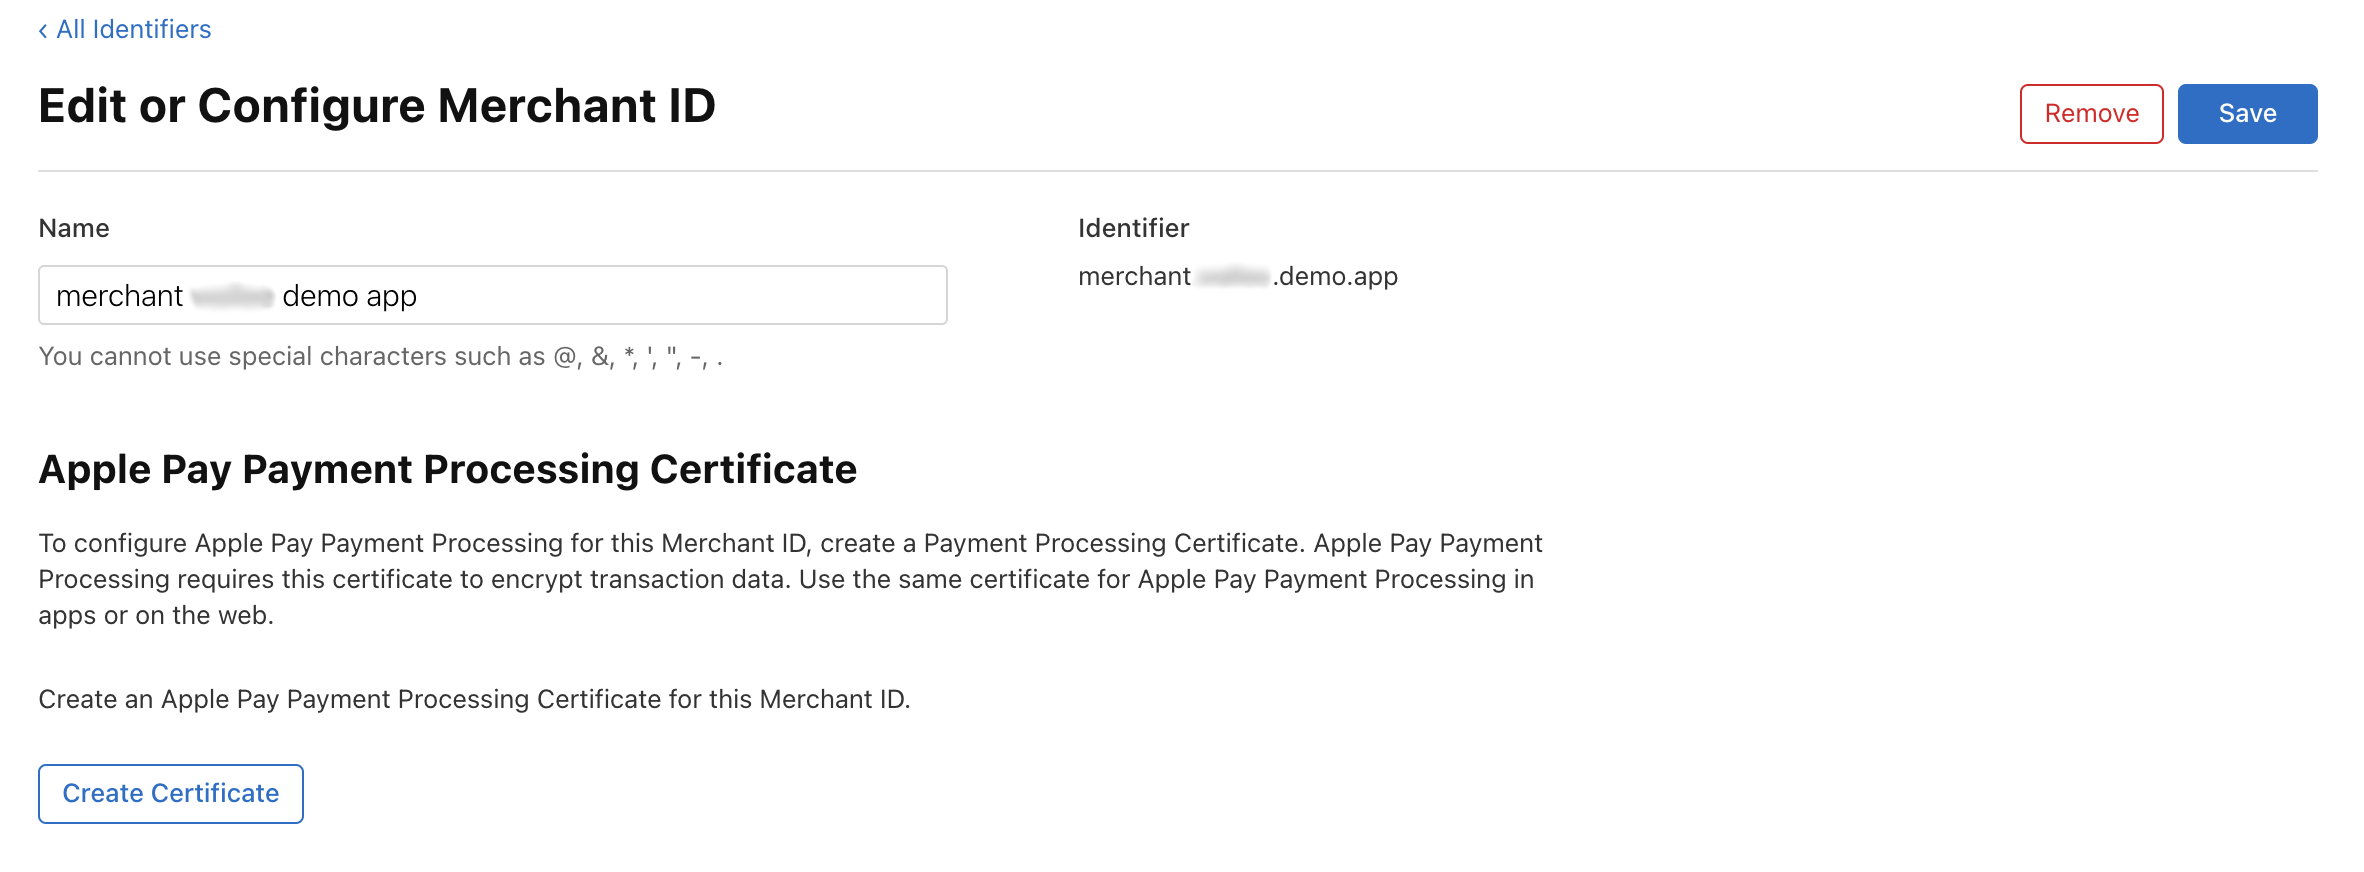 ‹ All Identifiers
Edit or Configure Merchant ID
Remove
Save
Name
Identifier
merchant demo app
merchant .demo.app
You cannot use special characters such as @, &, *, ', ", -, .
Apple Pay Payment Processing Certificate
To configure Apple Pay Payment Processing for this Merchant ID, create a Payment Processing Certificate. Apple Pay Payment
Processing requires this certificate to encrypt transaction data. Use the same certificate for Apple Pay Payment Processing in
apps or on the web.
Create an Apple Pay Payment Processing Certificate for this Merchant ID.
Create Certificate